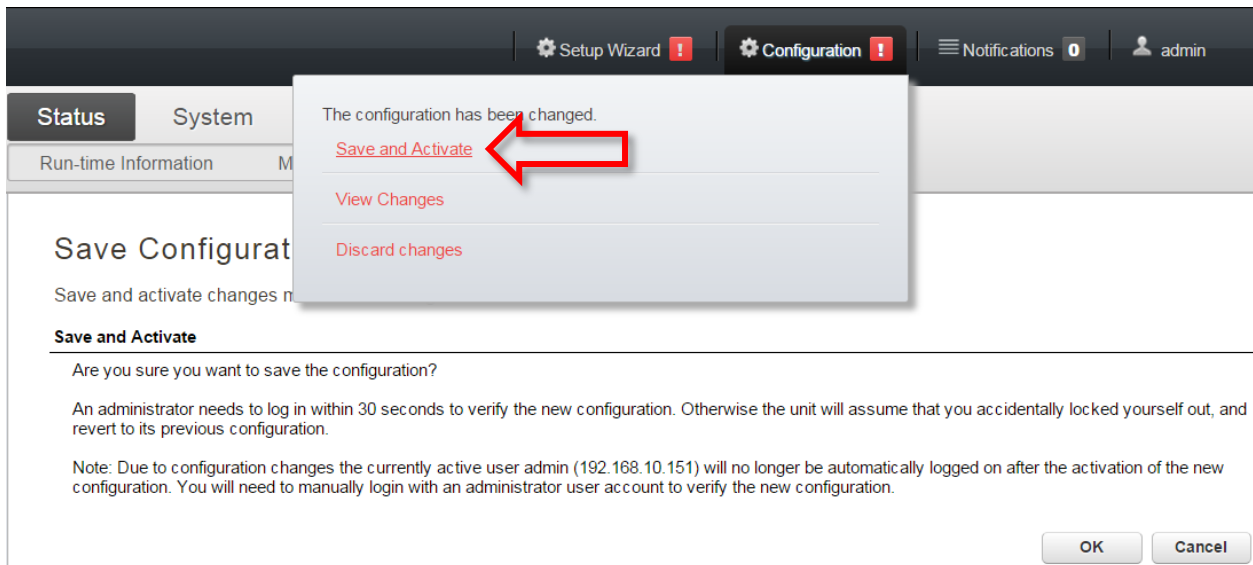 Setup Wizard ! Configuration ! Notifications 0 admin
Status System
Run-time Information M
The configuration has been changed.
Save and Activate
View Changes
Discard changes
Save Configurat
Save and activate changes m
Save and Activate
Are you sure you want to save the configuration?
An administrator needs to log in within 30 seconds to verify the new configuration. Otherwise the unit will assume that you accidentally locked yourself out, and
revert to its previous configuration.
Note: Due to configuration changes the currently active user admin (192.168.10.151) will no longer be automatically logged on after the activation of the new
configuration. You will need to manually login with an administrator user account to verify the new configuration.
OK Cancel